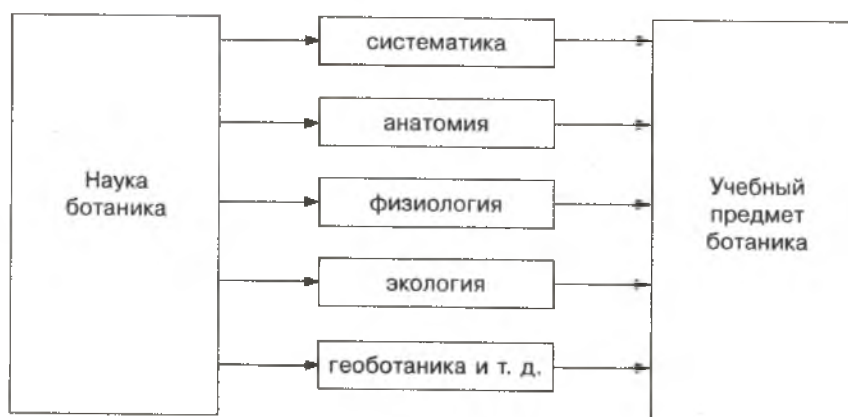 Наука
ботаника
систематика
анатомия
физиология
экология
геоботаника и т. д.
Учебный
предмет
ботаника